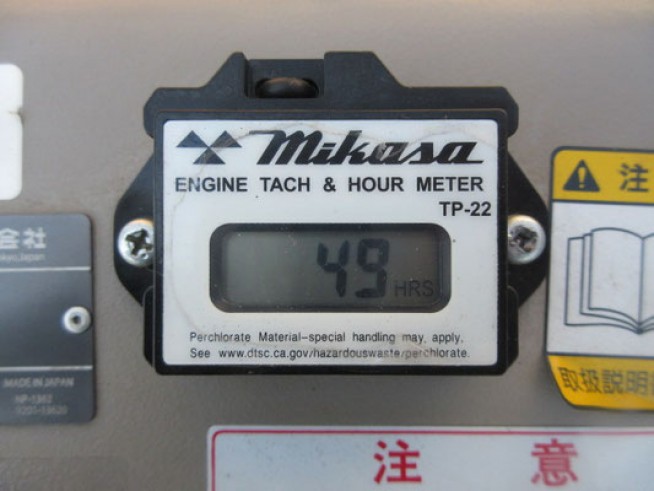 Mikasa
ENGINE TACH & HOUR METER
TP-22
49 HRS
Perchlorate Material-special handling may, apply.
See www.dtsc.ca.gov/hazardouswaste/perchlorate.
会社
Japan
MADE IN JAPAN
注
取扱説明
注 意